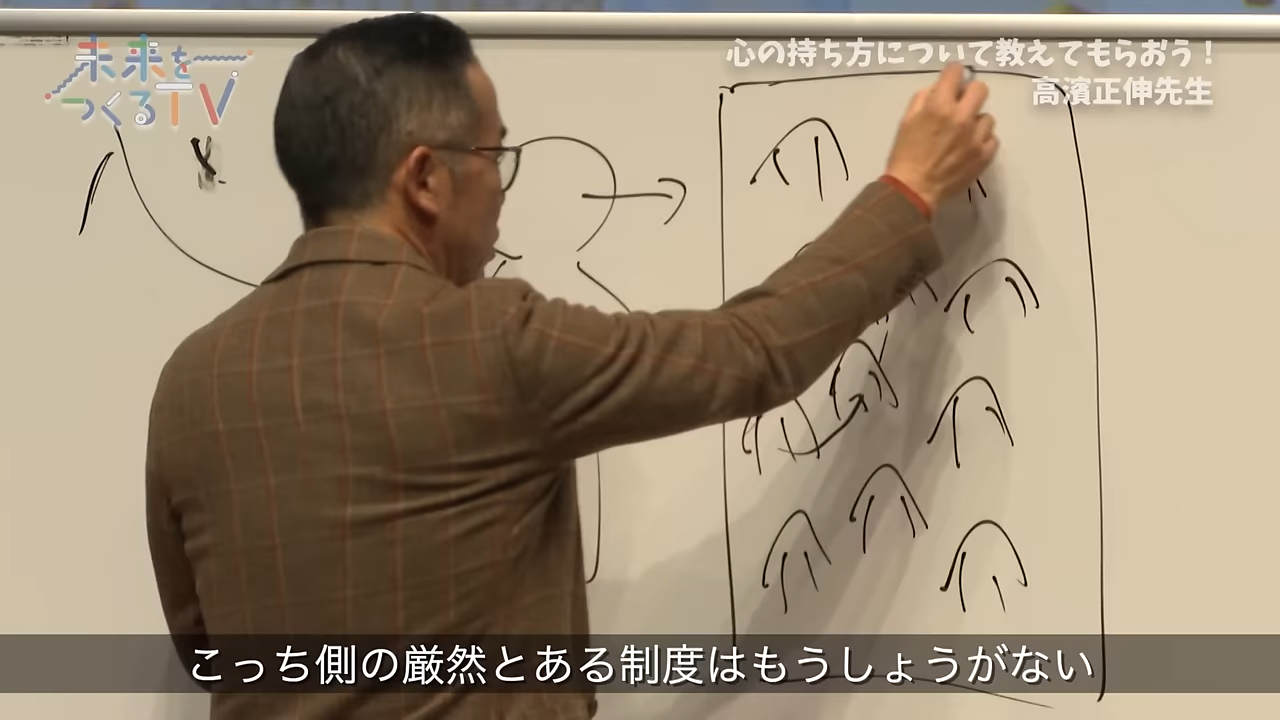 未来を
つくるTV
心の持ち方について教えてもらおう！
高濱正伸先生
こっち側の厳然とある制度はもうしょうがない